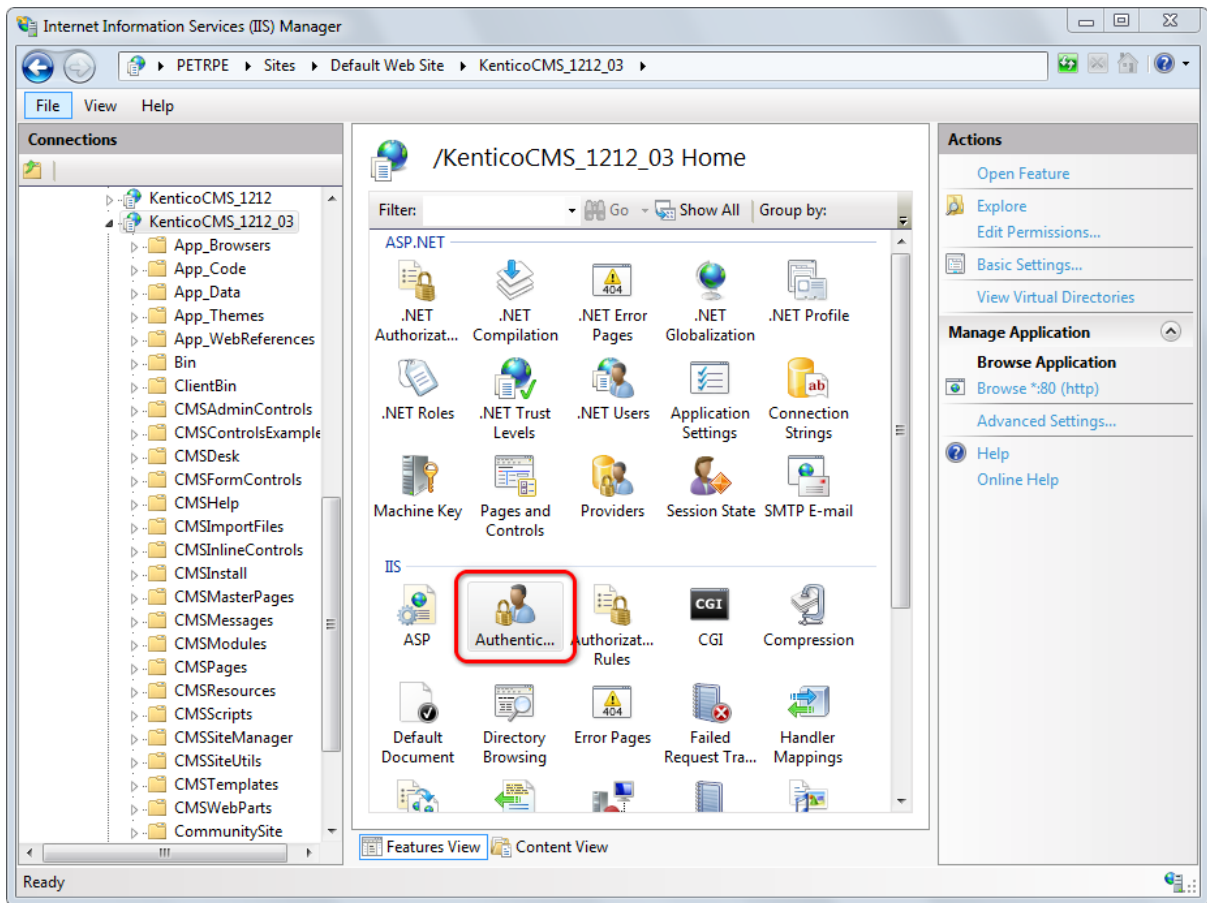 Internet Information Services (IIS) Manager
PETRPE Sites Default Web Site KenticoCMS_1212_03
File View Help
Connections
KenticoCMS_1212
KenticoCMS_1212_03
App_Browsers
App_Code
App_Data
App_Themes
App_WebReferences
Bin
ClientBin
CMSAdminControls
CMSControlsExample
CMSDesk
CMSFormControls
CMSHelp
CMSImportFiles
CMSInlineControls
CMSInstall
CMSMasterPages
CMSMessages
CMSModules
CMSPages
CMSResources
CMSScripts
CMSSiteManager
CMSSiteUtils
CMSTemplates
CMSWebParts
CommunitySite
/KenticoCMS_1212_03 Home
Filter: Go Show All Group by:
ASP.NET
404
.NET .NET .NET Error .NET .NET Profile
Authorizat... Compilation Pages Globalization
ab
.NET Roles .NET Trust .NET Users Application Connection
Levels Settings Strings
Machine Key Pages and Providers Session State SMTP E-mail
Controls
IIS
CGI
ASP Authentic... Authorizat... CGI Compression
Rules
404
Default Directory Error Pages Failed Handler
Document Browsing Request Tra... Mappings
Features View Content View
Actions
Open Feature
Explore
Edit Permissions...
Basic Settings...
View Virtual Directories
Manage Application
Browse Application
Browse *:80 (http)
Advanced Settings...
Help
Online Help
Ready